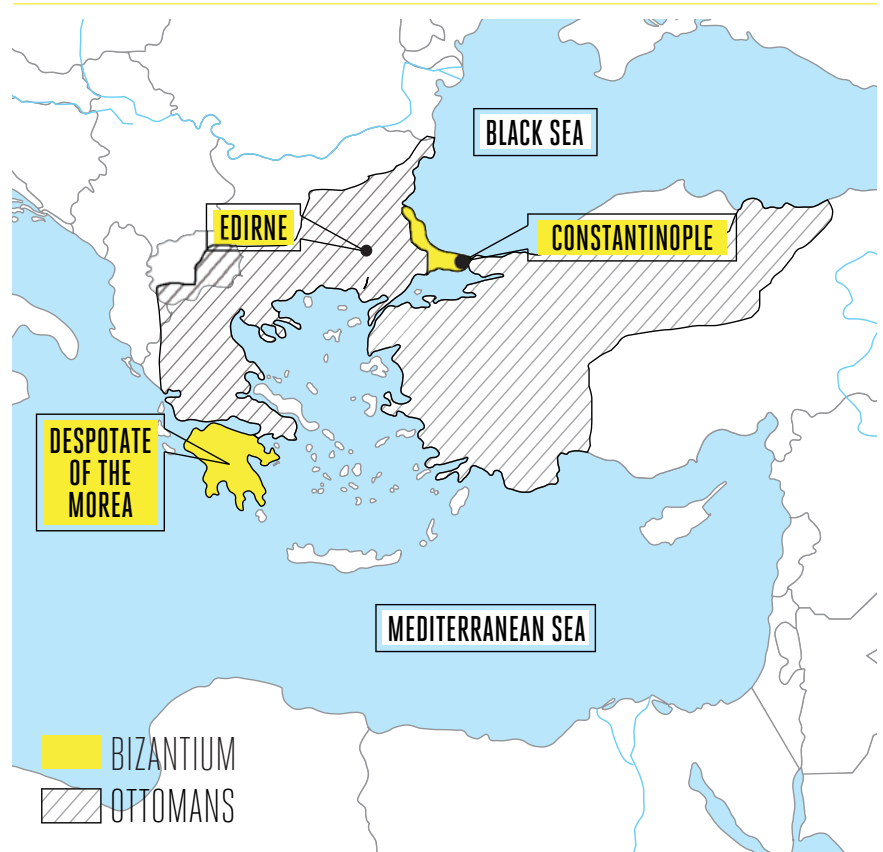 BLACK SEA
EDIRNE
CONSTANTINOPLE
DESPOTATE
OF THE
MOREA
MEDITERRANEAN SEA
BIZANTIUM
OTTOMANS